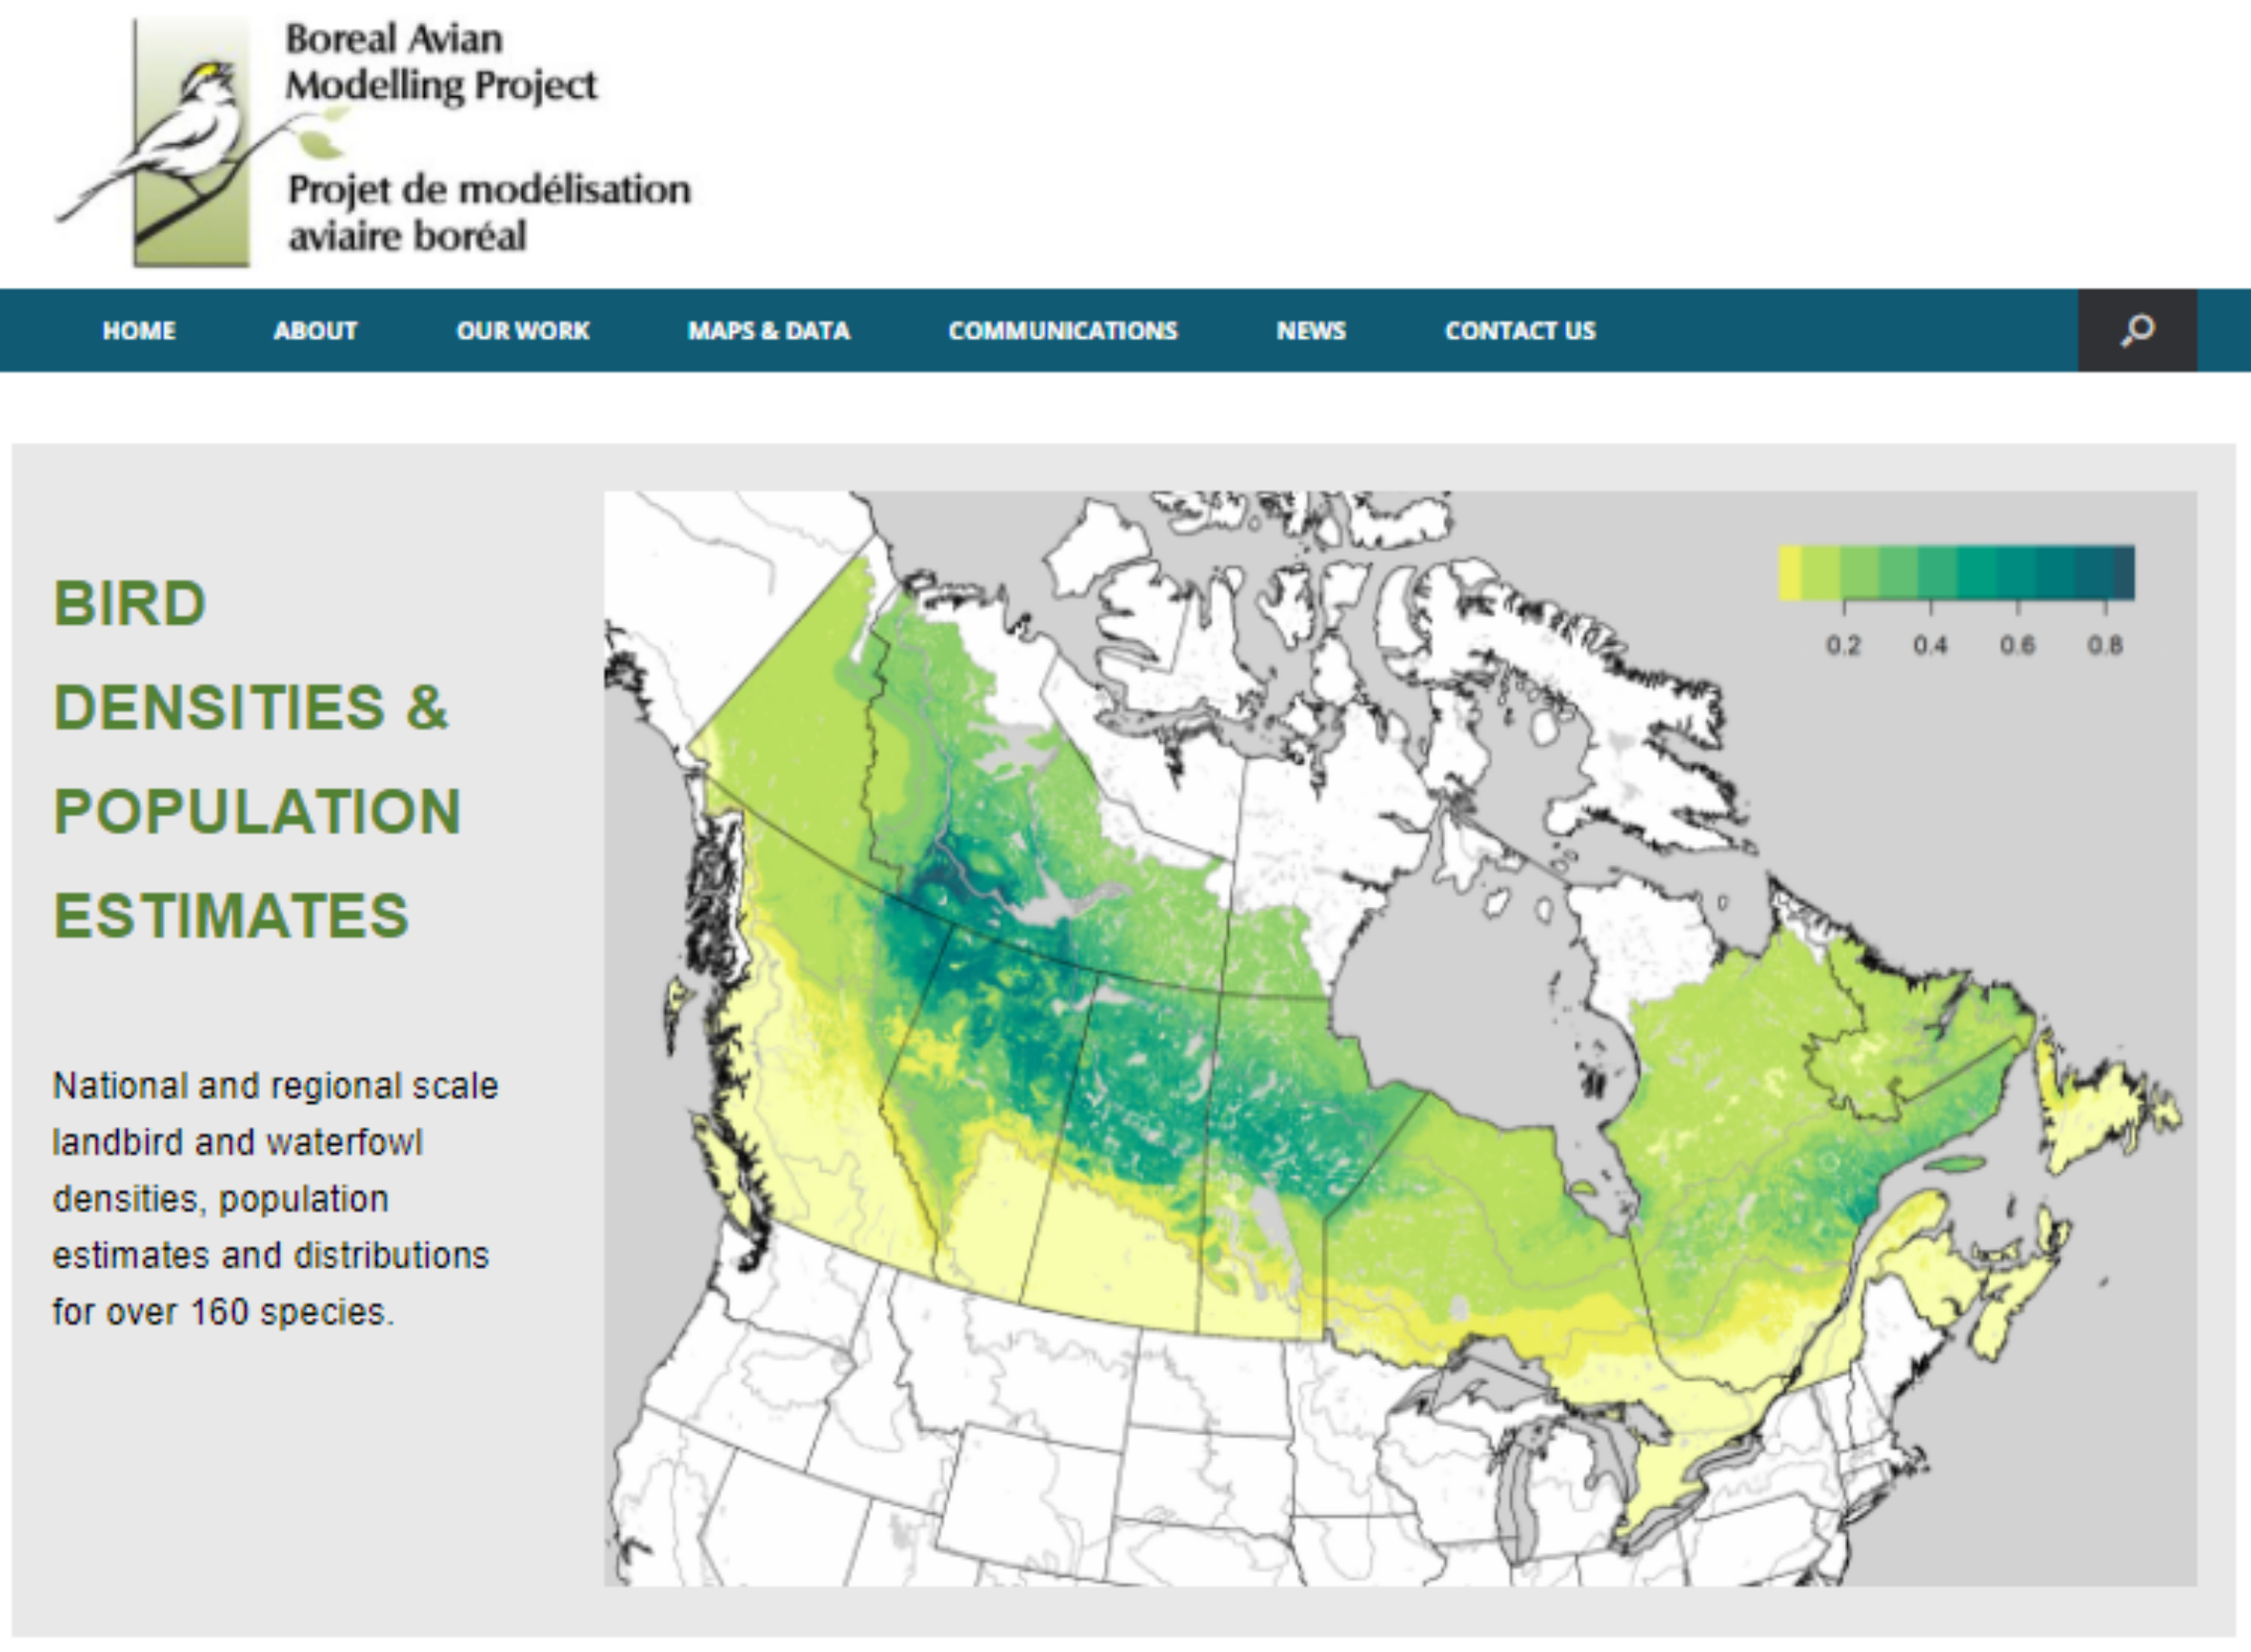 Boreal Avian
Modelling Project
Projet de modélisation
aviaire boréal
HOME ABOUT OUR WORK MAPS & DATA COMMUNICATIONS NEWS CONTACT US
BIRD
DENSITIES &
POPULATION
ESTIMATES
National and regional scale
landbird and waterfowl
densities, population
estimates and distributions
for over 160 species.
0.2 0.4 0.6 0.8